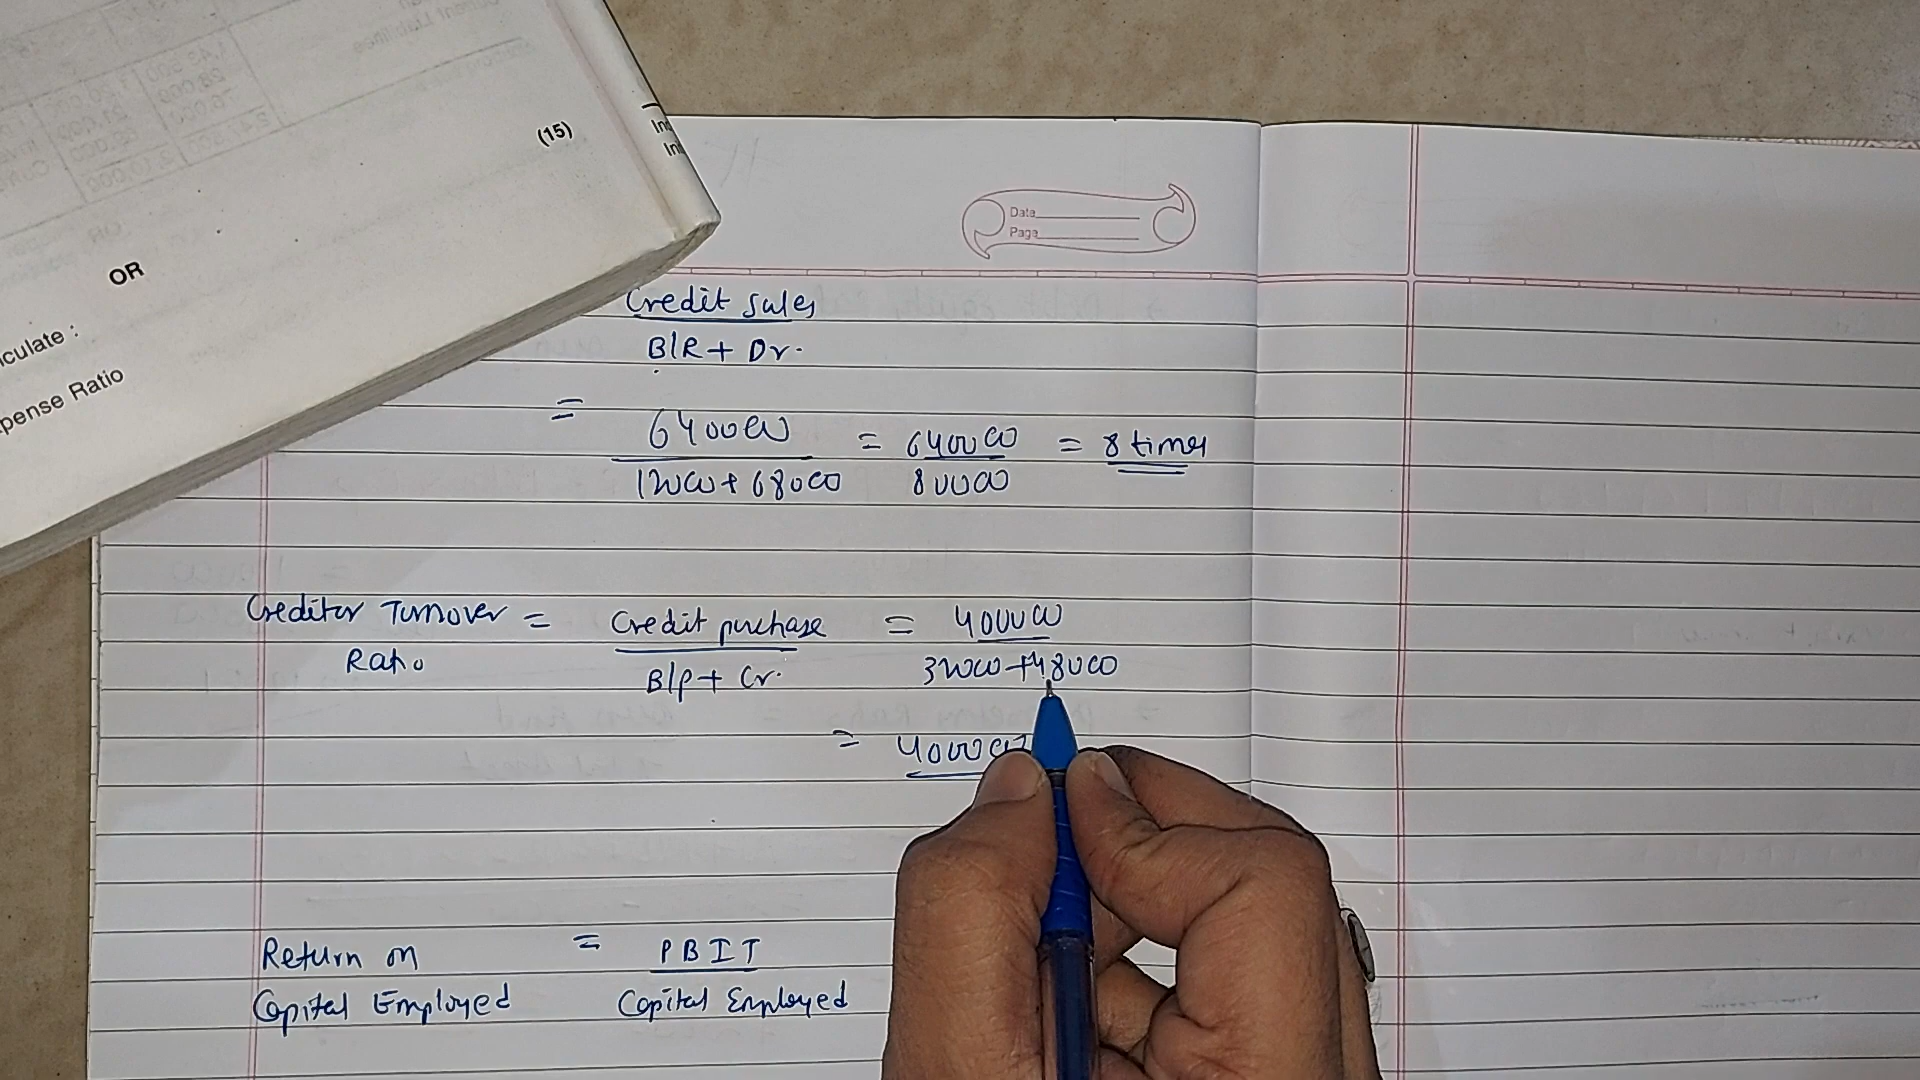 (15)
OR
culate :
pense Ratio
Date
Page
Credit sales
B/R + Dr.
= 640000 = 640000 = 8 times
12000 + 68000 80000
Creditor Turnover = Credit purchase = 400000
Ratio B/P + Cr. 32000 + 48000
= 400000
Return on = PBIT
Capital Employed Capital Employed